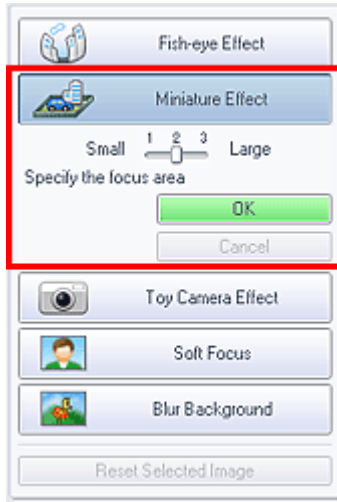 Fish-eye Effect
Miniature Effect
1 2 3
Small Large
Specify the focus area
OK
Cancel
Toy Camera Effect
Soft Focus
Blur Background
Reset Selected Image